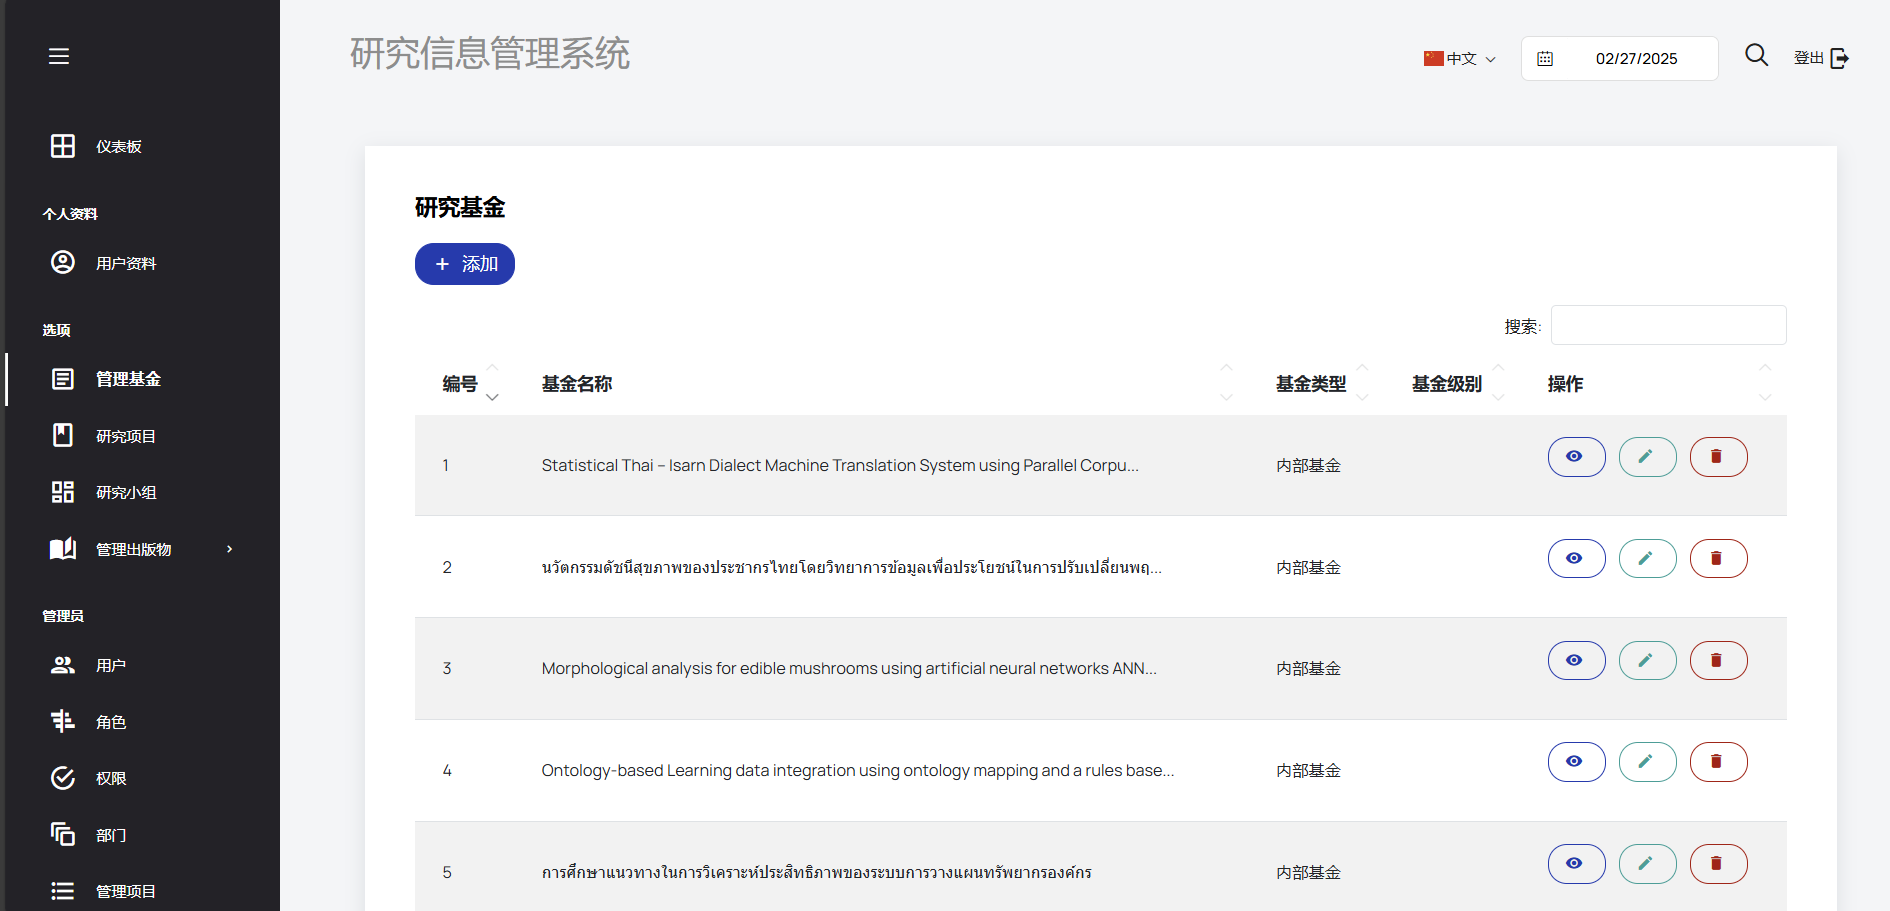 研究信息管理系统
中文
02/27/2025
登出
仪表板
个人资料
用户资料
选项
管理基金
研究项目
研究小组
管理出版物
管理员
用户
角色
权限
部门
管理项目
研究基金
+ 添加
搜索:
编号 基金名称 基金类型 基金级别 操作
1 Statistical Thai – Isarn Dialect Machine Translation System using Parallel Corpu... 内部基金
2 นวัตกรรมดัชนีสุขภาพของประชากรไทยโดยวิทยาการข้อมูลเพื่อประโยชน์ในการปรับเปลี่ยนพฤ... 内部基金
3 Morphological analysis for edible mushrooms using artificial neural networks ANN... 内部基金
4 Ontology-based Learning data integration using ontology mapping and a rules base... 内部基金
5 การศึกษาแนวทางในการวิเคราะห์ประสิทธิภาพของระบบการวางแผนทรัพยากรองค์กร 内部基金